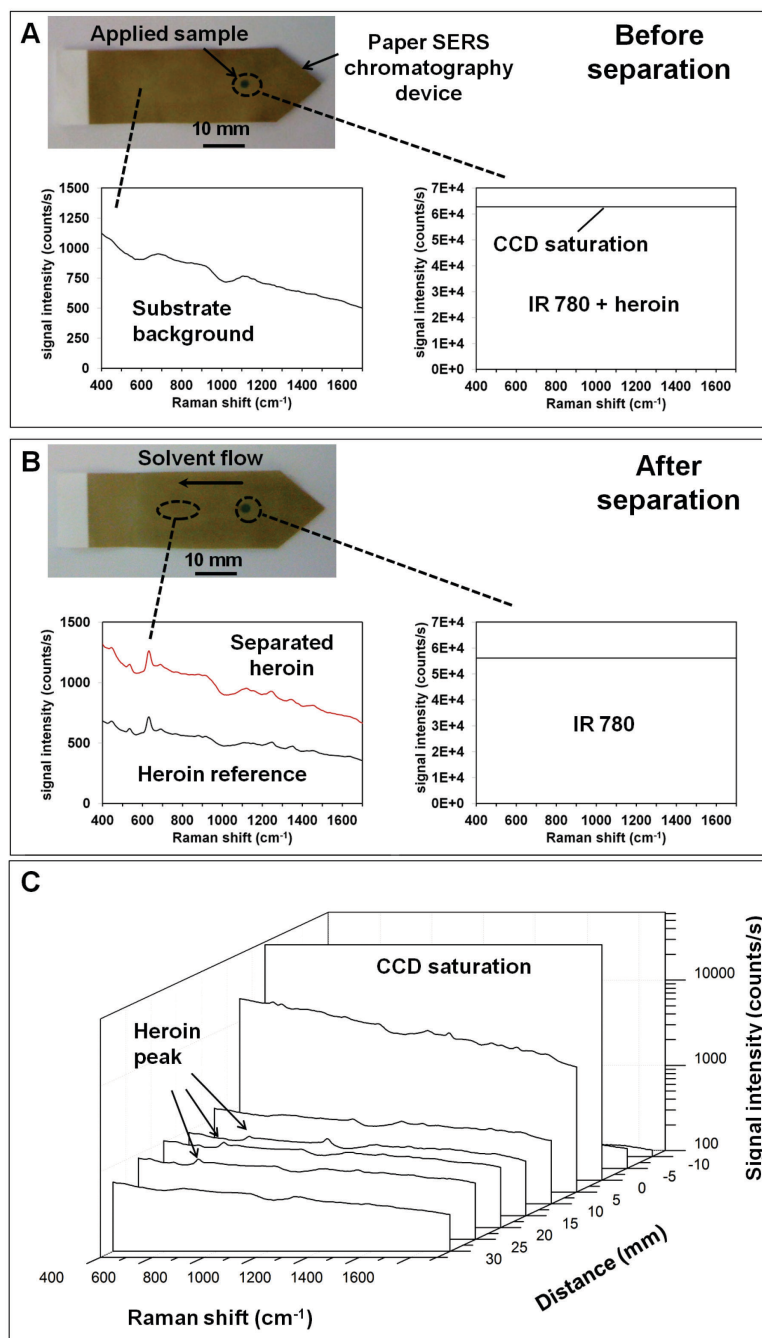 A
Applied sample
Paper SERS
chromatography
device
Before
separation
10 mm
signal intensity (counts/s)
1500
1250
1000
750
500
250
0
Substrate
background
400 600 800 1000 1200 1400 1600
Raman shift (cm⁻¹)
signal intensity (counts/s)
7E+4
6E+4
5E+4
4E+4
3E+4
2E+4
1E+4
0E+0
CCD saturation
IR 780 + heroin
400 600 800 1000 1200 1400 1600
Raman shift (cm⁻¹)
B
Solvent flow
After
separation
10 mm
signal intensity (counts/s)
1500
1000
500
0
Separated
heroin
Heroin reference
400 600 800 1000 1200 1400 1600
Raman shift (cm⁻¹)
signal intensity (counts/s)
7E+4
6E+4
5E+4
4E+4
3E+4
2E+4
1E+4
0E+0
IR 780
400 600 800 1000 1200 1400 1600
Raman shift (cm⁻¹)
C
CCD saturation
Heroin
peak
Signal intensity (counts/s)
10000
1000
100
-10
-5
0
5
10
15
20
25
30
Distance (mm)
400 600 800 1000 1200 1400 1600
Raman shift (cm⁻¹)